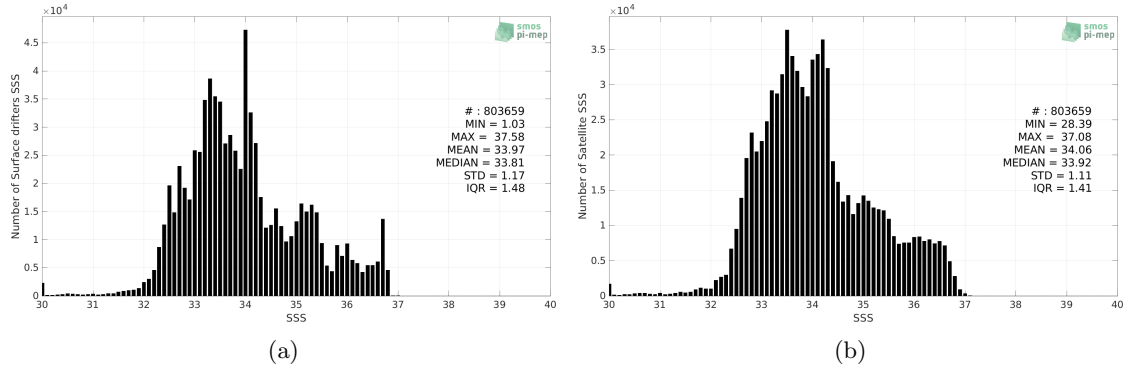 ×10⁴
4.5
4
3.5
3
2.5
2
1.5
1
0.5
0
30 31 32 33 34 35 36 37 38 39 40
SSS
Number of Surface drifters SSS
smos
pi-mep
# : 803659
MIN = 1.03
MAX = 37.58
MEAN = 33.97
MEDIAN = 33.81
STD = 1.17
IQR = 1.48
(a)
×10⁴
3.5
3
2.5
2
1.5
1
0.5
0
30 31 32 33 34 35 36 37 38 39 40
SSS
Number of Satellite SSS
smos
pi-mep
# : 803659
MIN = 28.39
MAX = 37.08
MEAN = 34.06
MEDIAN = 33.92
STD = 1.11
IQR = 1.41
(b)